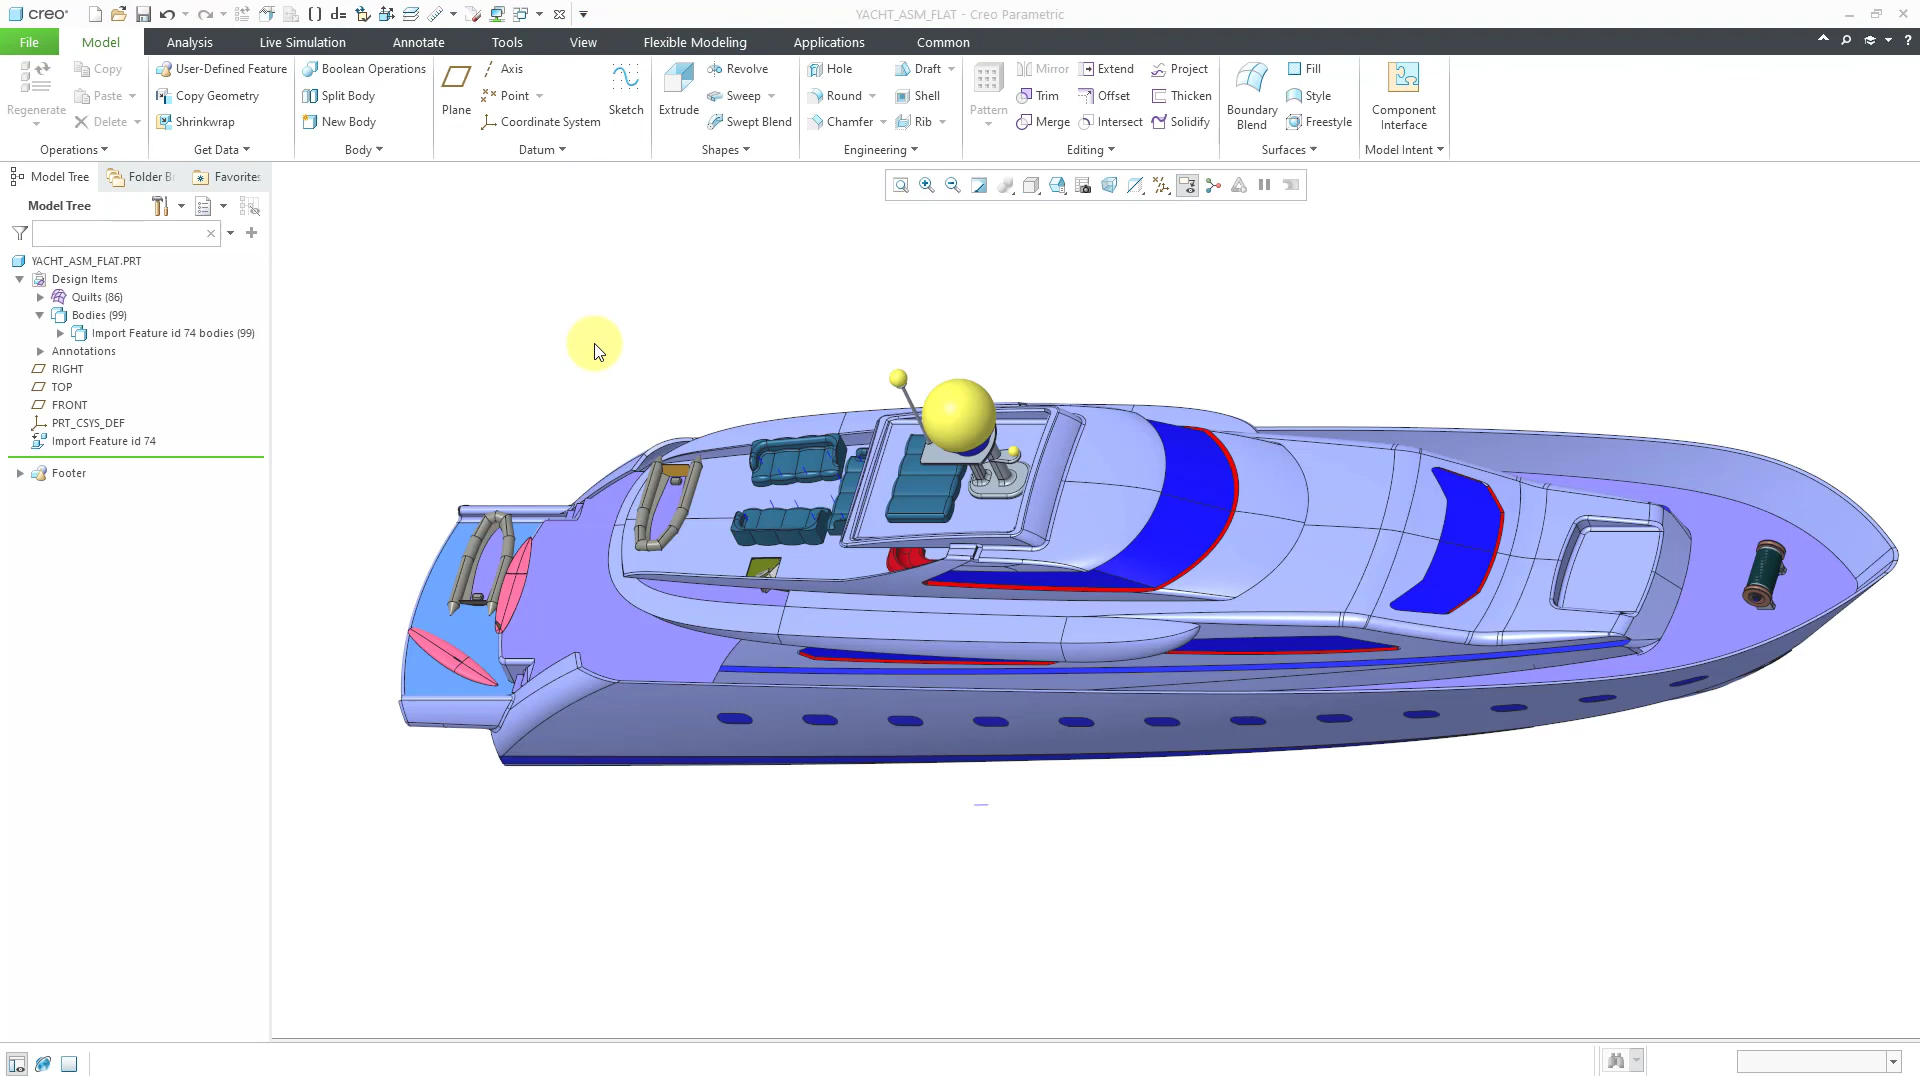 creo
YACHT_ASM_FLAT - Creo Parametric
File Model Analysis Live Simulation Annotate Tools View Flexible Modeling Applications Common
Regenerate
Copy
Paste
Delete
Operations
User-Defined Feature
Copy Geometry
Shrinkwrap
Get Data
Boolean Operations
Split Body
New Body
Body
Plane
Axis
Point
Coordinate System
Sketch
Datum
Extrude
Revolve
Sweep
Swept Blend
Shapes
Hole
Round
Chamfer
Draft
Shell
Rib
Engineering
Pattern
Mirror
Trim
Merge
Extend
Offset
Intersect
Project
Thicken
Solidify
Editing
Boundary
Blend
Fill
Style
Freestyle
Surfaces
Component
Interface
Model Intent
Model Tree Folder B Favorites
Model Tree
YACHT_ASM_FLAT.PRT
Design Items
Quilts (86)
Bodies (99)
Import Feature id 74 bodies (99)
Annotations
RIGHT
TOP
FRONT
PRT_CSYS_DEF
Import Feature id 74
Footer